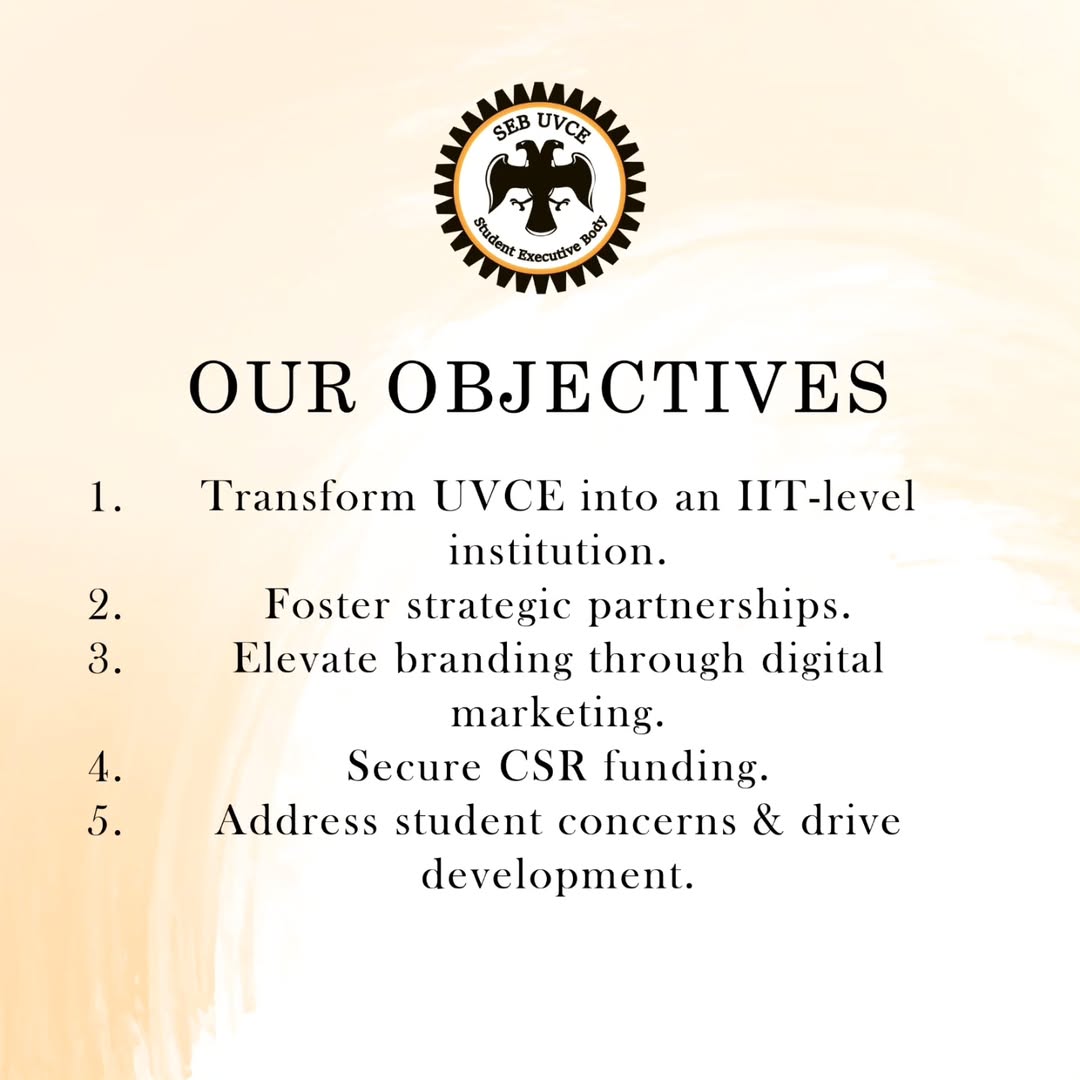 SEB UVCE
Student Executive Body
OUR OBJECTIVES
1. Transform UVCE into an IIT-level
institution.
2. Foster strategic partnerships.
3. Elevate branding through digital
marketing.
4. Secure CSR funding.
5. Address student concerns & drive
development.